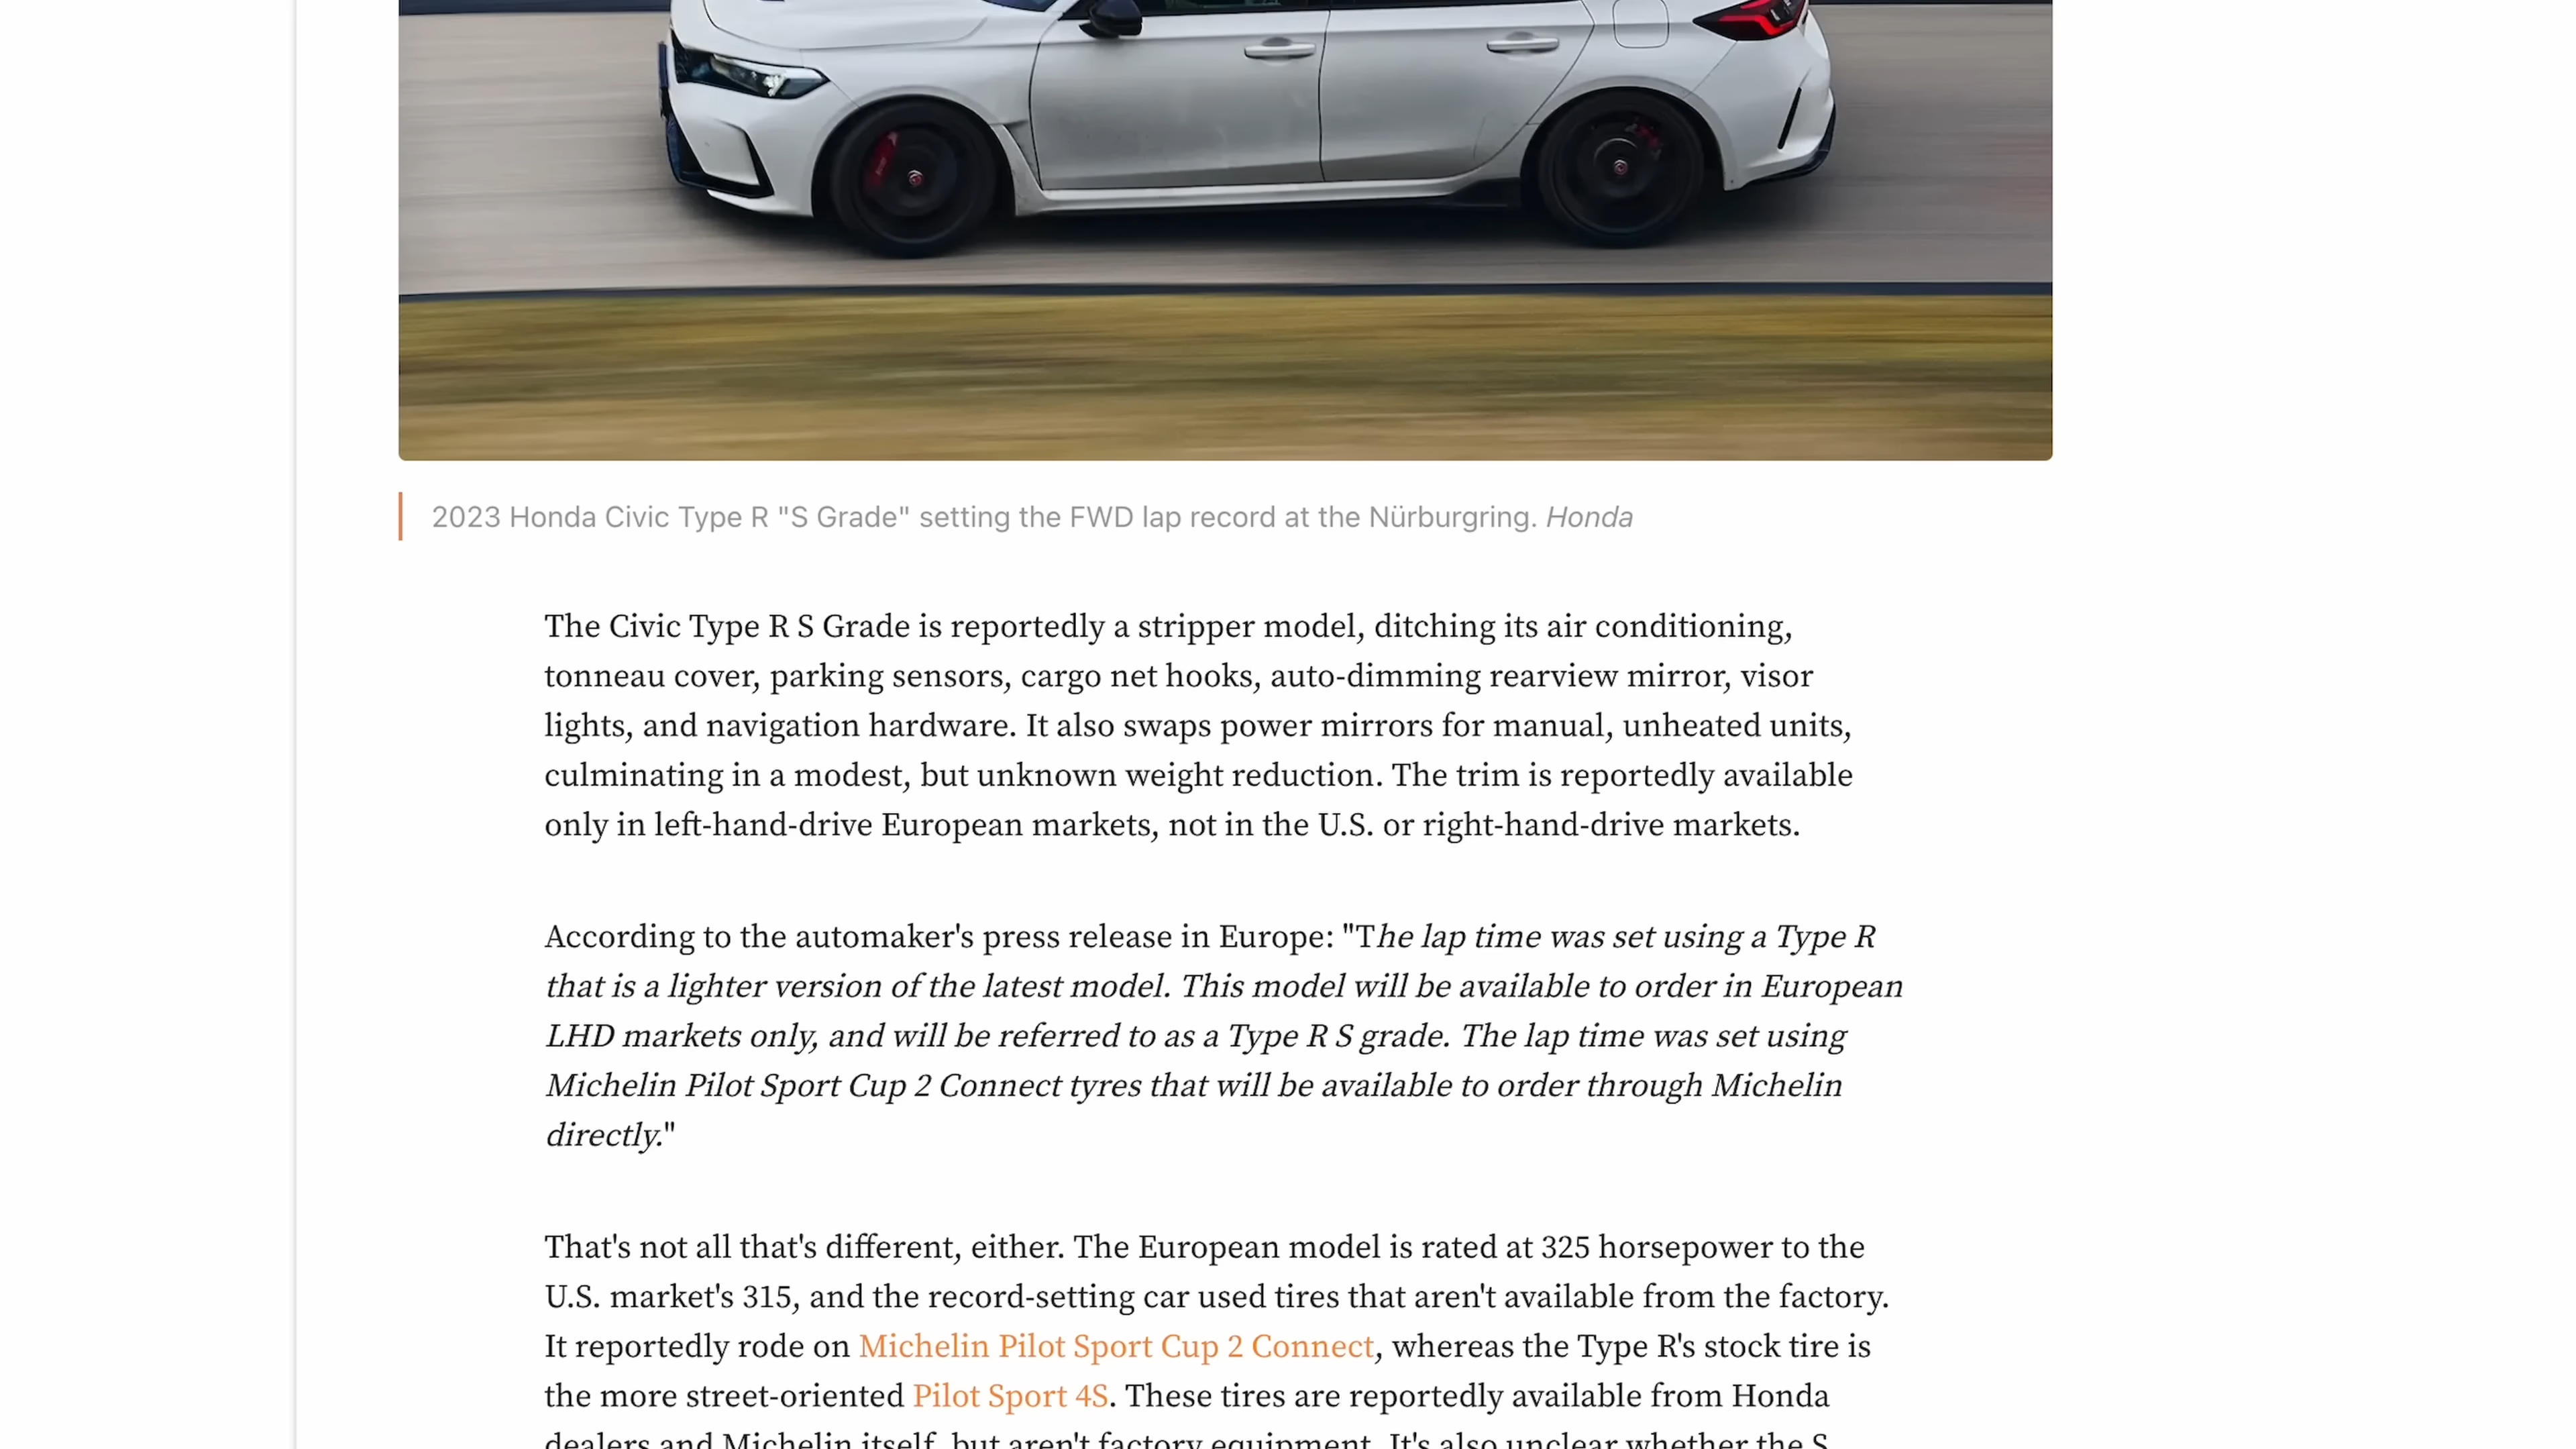 2023 Honda Civic Type R "S Grade" setting the FWD lap record at the Nürburgring. Honda
The Civic Type R S Grade is reportedly a stripper model, ditching its air conditioning,
tonneau cover, parking sensors, cargo net hooks, auto-dimming rearview mirror, visor
lights, and navigation hardware. It also swaps power mirrors for manual, unheated units,
culminating in a modest, but unknown weight reduction. The trim is reportedly available
only in left-hand-drive European markets, not in the U.S. or right-hand-drive markets.
According to the automaker's press release in Europe: "The lap time was set using a Type R
that is a lighter version of the latest model. This model will be available to order in European
LHD markets only, and will be referred to as a Type R S grade. The lap time was set using
Michelin Pilot Sport Cup 2 Connect tyres that will be available to order through Michelin
directly."
That's not all that's different, either. The European model is rated at 325 horsepower to the
U.S. market's 315, and the record-setting car used tires that aren't available from the factory.
It reportedly rode on Michelin Pilot Sport Cup 2 Connect, whereas the Type R's stock tire is
the more street-oriented Pilot Sport 4S. These tires are reportedly available from Honda
dealers and Michelin itself, but aren't factory equipment. It's also unclear whether the S